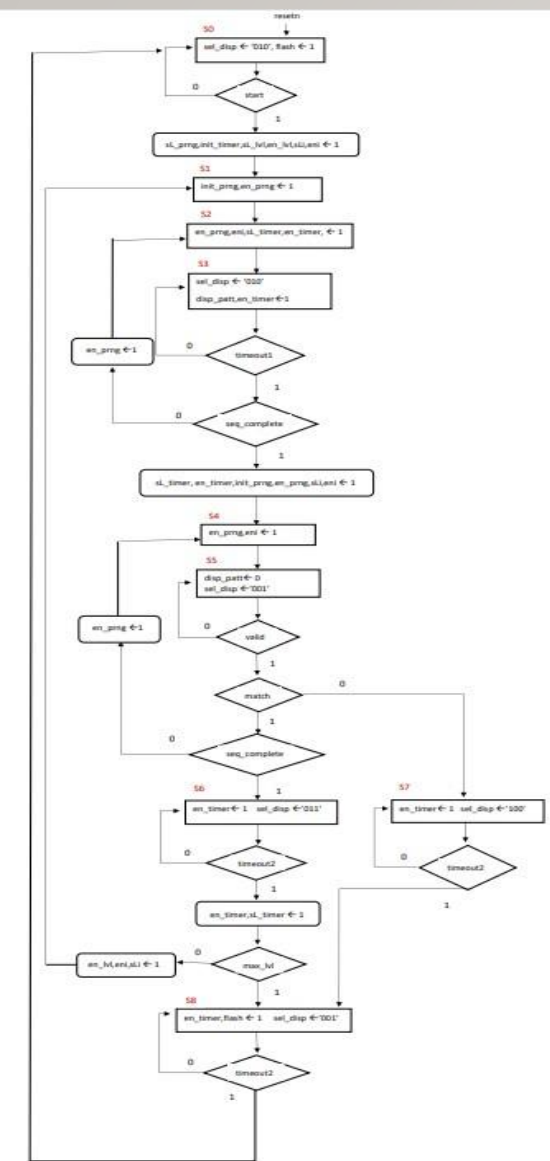 resetn
S0
sel_disp ← '010', flash ← 1
0
start
1
sL_prng,init_timer,sL_lvl,en_lvl,sLi,eni ← 1
S1
init_prng,en_prng ← 1
S2
en_prng,eni,sL_timer,en_timer, ← 1
S3
sel_disp ← '010'
disp_patt,en_timer←1
en_prng ←1
0
timeout1
1
0
seq_complete
1
sL_timer, en_timer,init_prng,en_prng,sLi,eni ← 1
S4
en_prng,eni ← 1
S5
disp_patt← 0
sel_disp ←'001'
en_prng ←1
0
valid
1
0
match
1
0
seq_complete
1
S6
S7
en_timer← 1 sel_disp ←'011'
en_timer← 1 sel_disp ←'100'
0
timeout2
0
timeout2
1
1
en_timer,sL_timer ← 1
en_lvl,eni,sLi ← 1
0
max_lvl
1
S8
en_timer,flash ← 1 sel_disp ←'001'
0
timeout2
1